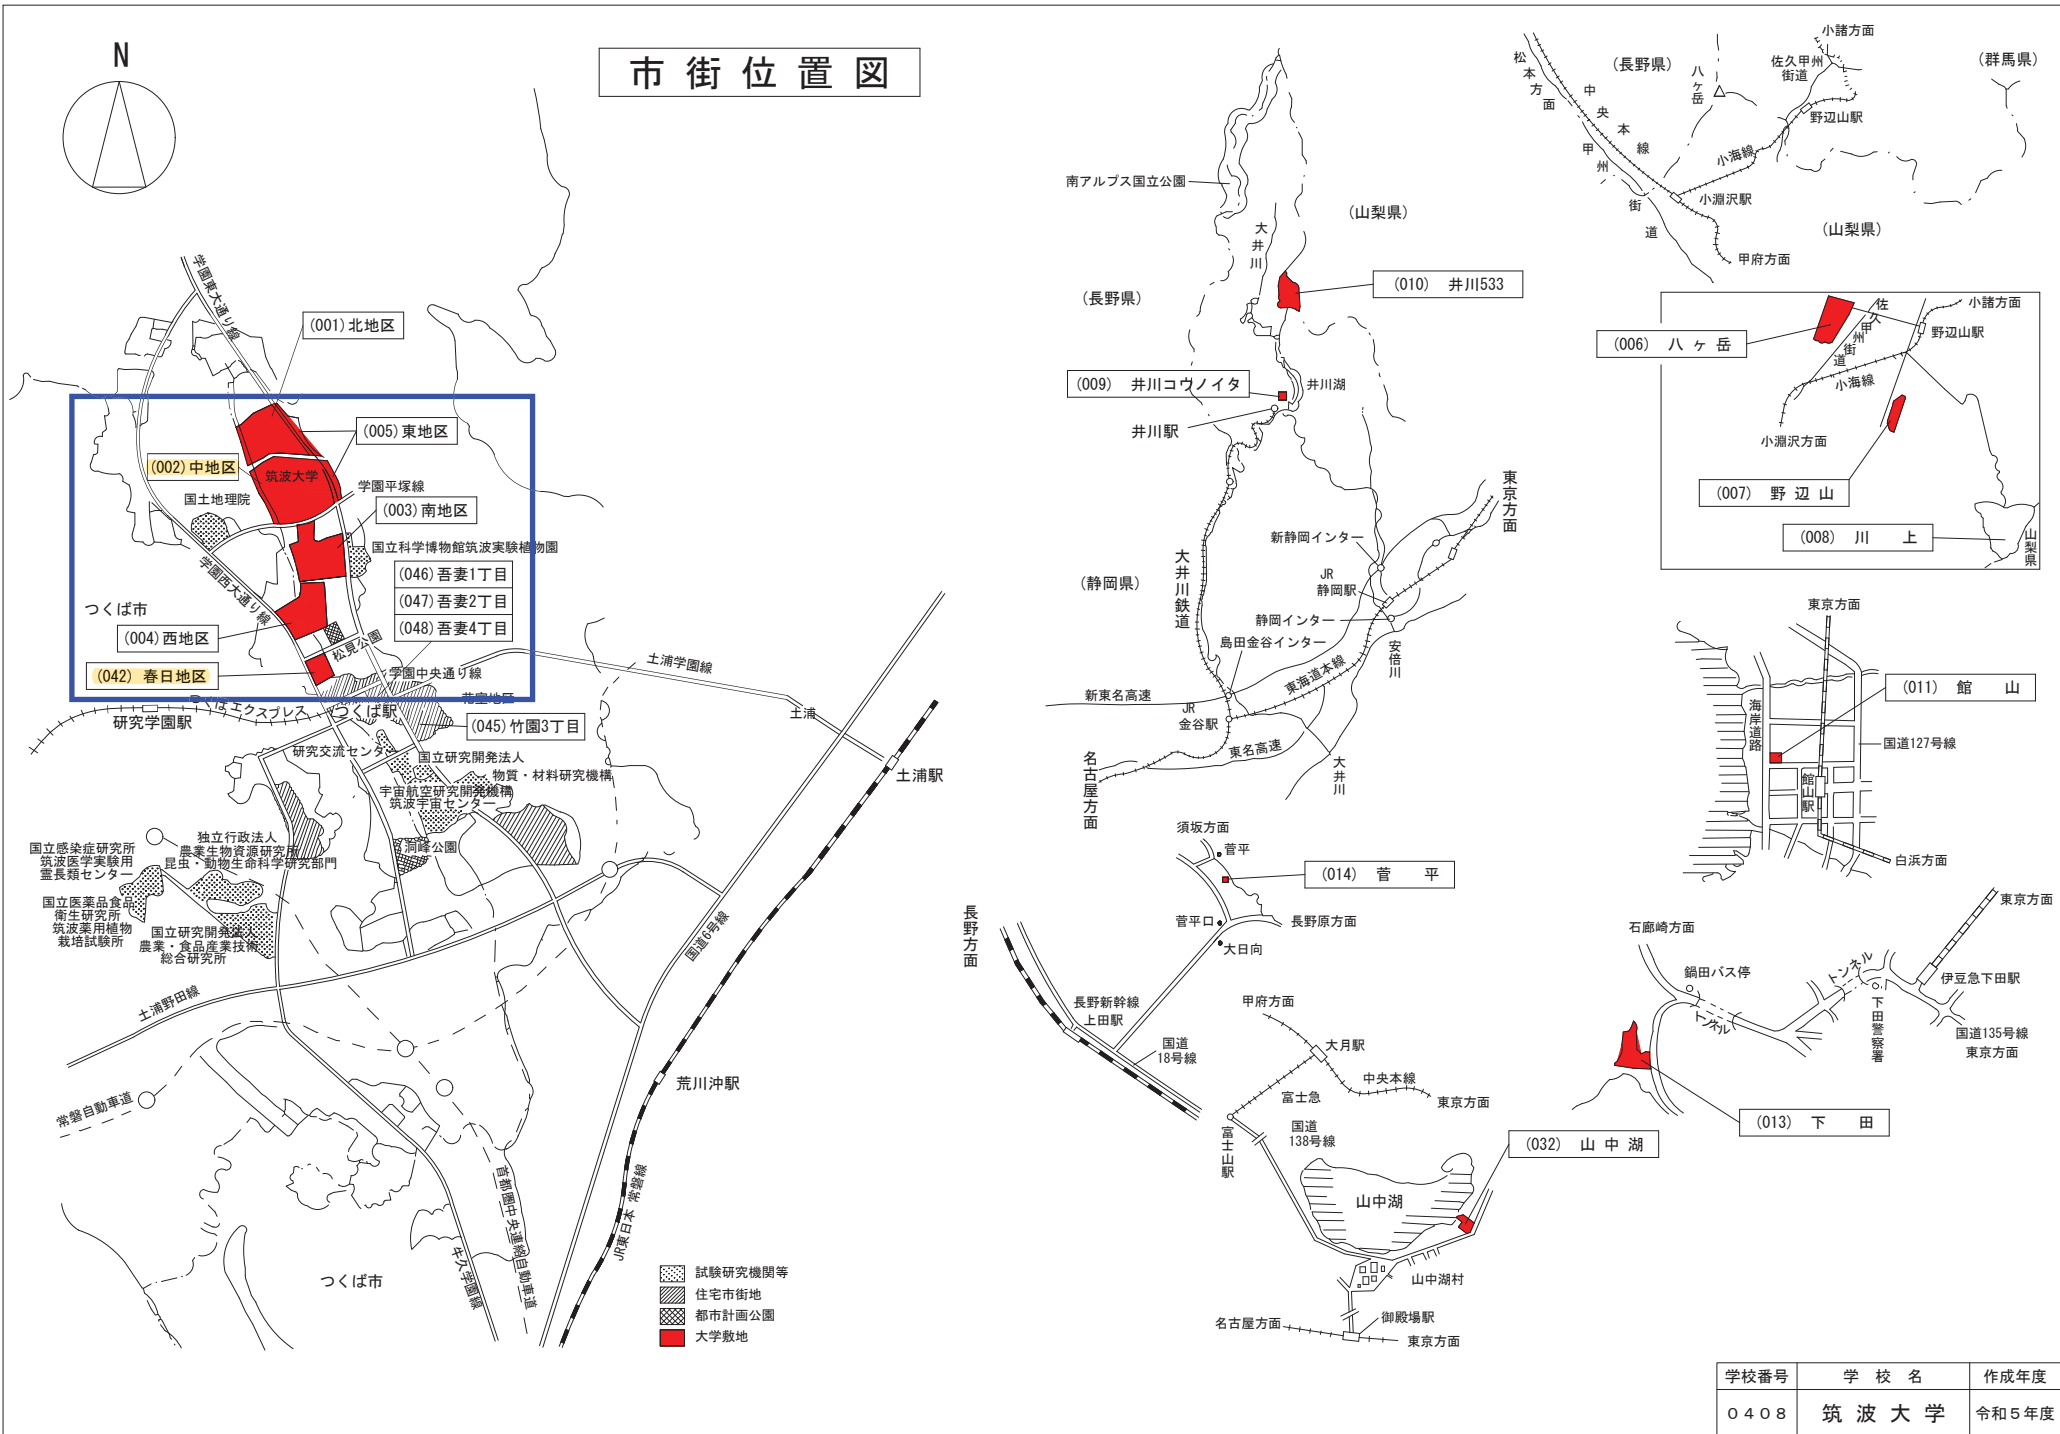 市街位置図
N
学園東大通り線
(001)北地区
(005)東地区
(002)中地区
筑波大学
学園平塚線
国土地理院
(003)南地区
国立科学博物館筑波実験植物園
学園西大通り線
(046)吾妻1丁目
(047)吾妻2丁目
(048)吾妻4丁目
つくば市
(004)西地区
松見公園
(042) 春日地区
学園中央通り線
土浦学園線
花室地区
つくばエクスプレス
つくば駅
研究学園駅
(045)竹園3丁目
土浦
土浦駅
研究交流センター
国立研究開発法人
物質・材料研究機構
宇宙航空研究開発機構
筑波宇宙センター
洞峰公園
独立行政法人
農業生物資源研究所
昆虫・動物生命科学研究部門
国立感染症研究所
筑波医学実験用
霊長類センター
国立医薬品食品
衛生研究所
筑波薬用植物
栽培試験所
国立研究開発法人
農業・食品産業技術
総合研究所
国道6号線
土浦野田線
常磐自動車道
荒川沖駅
首都圏中央連絡自動車道
JR東日本 常磐線
牛久学園線
つくば市
試験研究機関等
住宅市街地
都市計画公園
大学敷地
南アルプス国立公園
(山梨県)
大井川
(長野県)
(010) 井川533
(009) 井川コウノイタ
井川湖
井川駅
東京方面
新静岡インター
大井川鉄道
(静岡県)
JR
静岡駅
静岡インター
島田金谷インター
安倍川
東海道本線
新東名高速
JR
金谷駅
東名高速
大井川
名古屋方面
須坂方面
菅平
(014) 菅 平
菅平口
長野原方面
大日向
長野方面
長野新幹線
上田駅
国道
18号線
甲府方面
大月駅
中央本線
東京方面
富士急
富士山駅
国道
138号線
(032) 山中湖
山中湖
山中湖村
御殿場駅
名古屋方面
東京方面
松本方面
(長野県)
八ヶ岳
小諸方面
佐久甲州
街道
(群馬県)
中央本線
野辺山駅
甲州街道
小海線
小淵沢駅
(山梨県)
甲府方面
小諸方面
佐久甲州街道
野辺山駅
(006) 八ヶ岳
小海線
小淵沢方面
(007) 野辺山
(008) 川 上
山梨県
東京方面
(011) 館 山
海岸道路
国道127号線
館山駅
白浜方面
東京方面
石廊崎方面
鍋田バス停
トンネル
トンネル
伊豆急下田駅
下田警察署
国道135号線
東京方面
(013) 下 田
学校番号 学校名 作成年度
0408 筑波大学 令和5年度